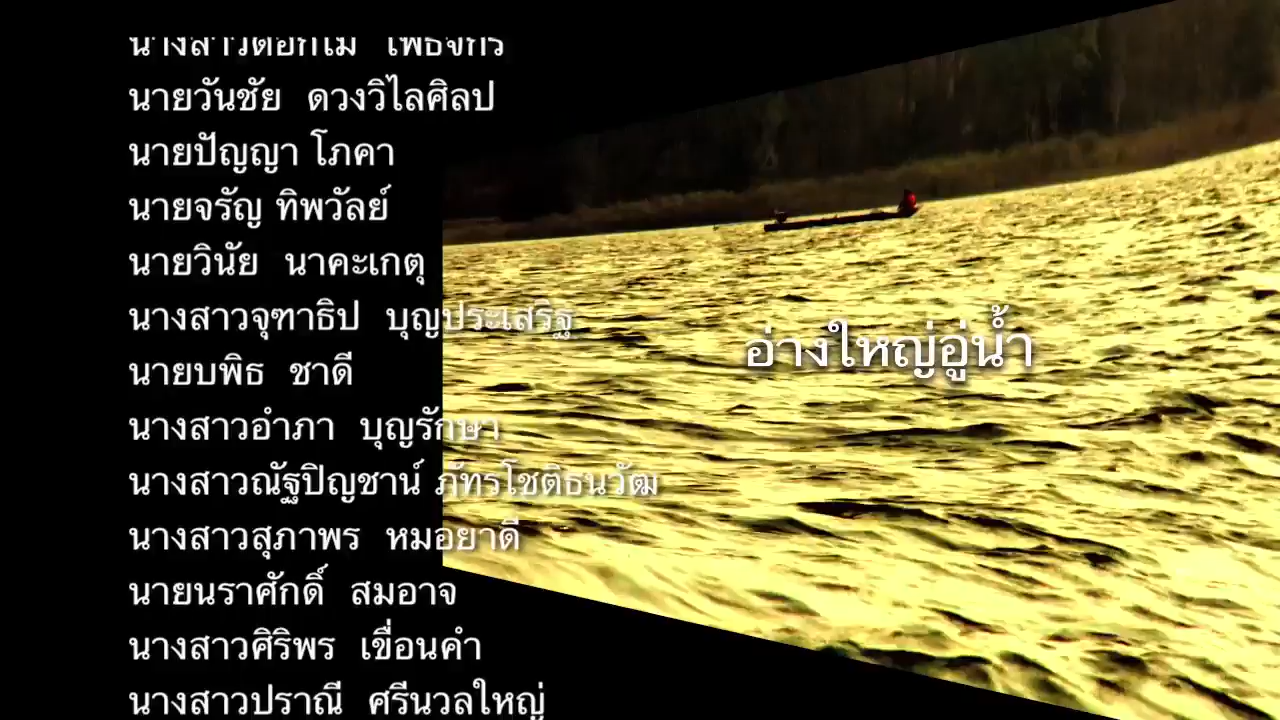 นายวันชัย ดวงวิไลศิลป
นายปัญญา โภคา
นายจรัญ ทิพวัลย์
นายวินัย นาคะเกตุ
นางสาวจุฑาธิป บุญประเสริฐ
นายบพิธ ชาดี
นางสาวอำภา บุญรักษา
นางสาวณัฐปิญชาน์ ภัทรโชติธนวัฒ
นางสาวสุภาพร หมอยาดี
นายนราศักดิ์ สมอาจ
นางสาวศิริพร เขื่อนคำ
นางสาวปราณี ศรีนวลใหญ่
อ่างใหญ่อู่น้ำ